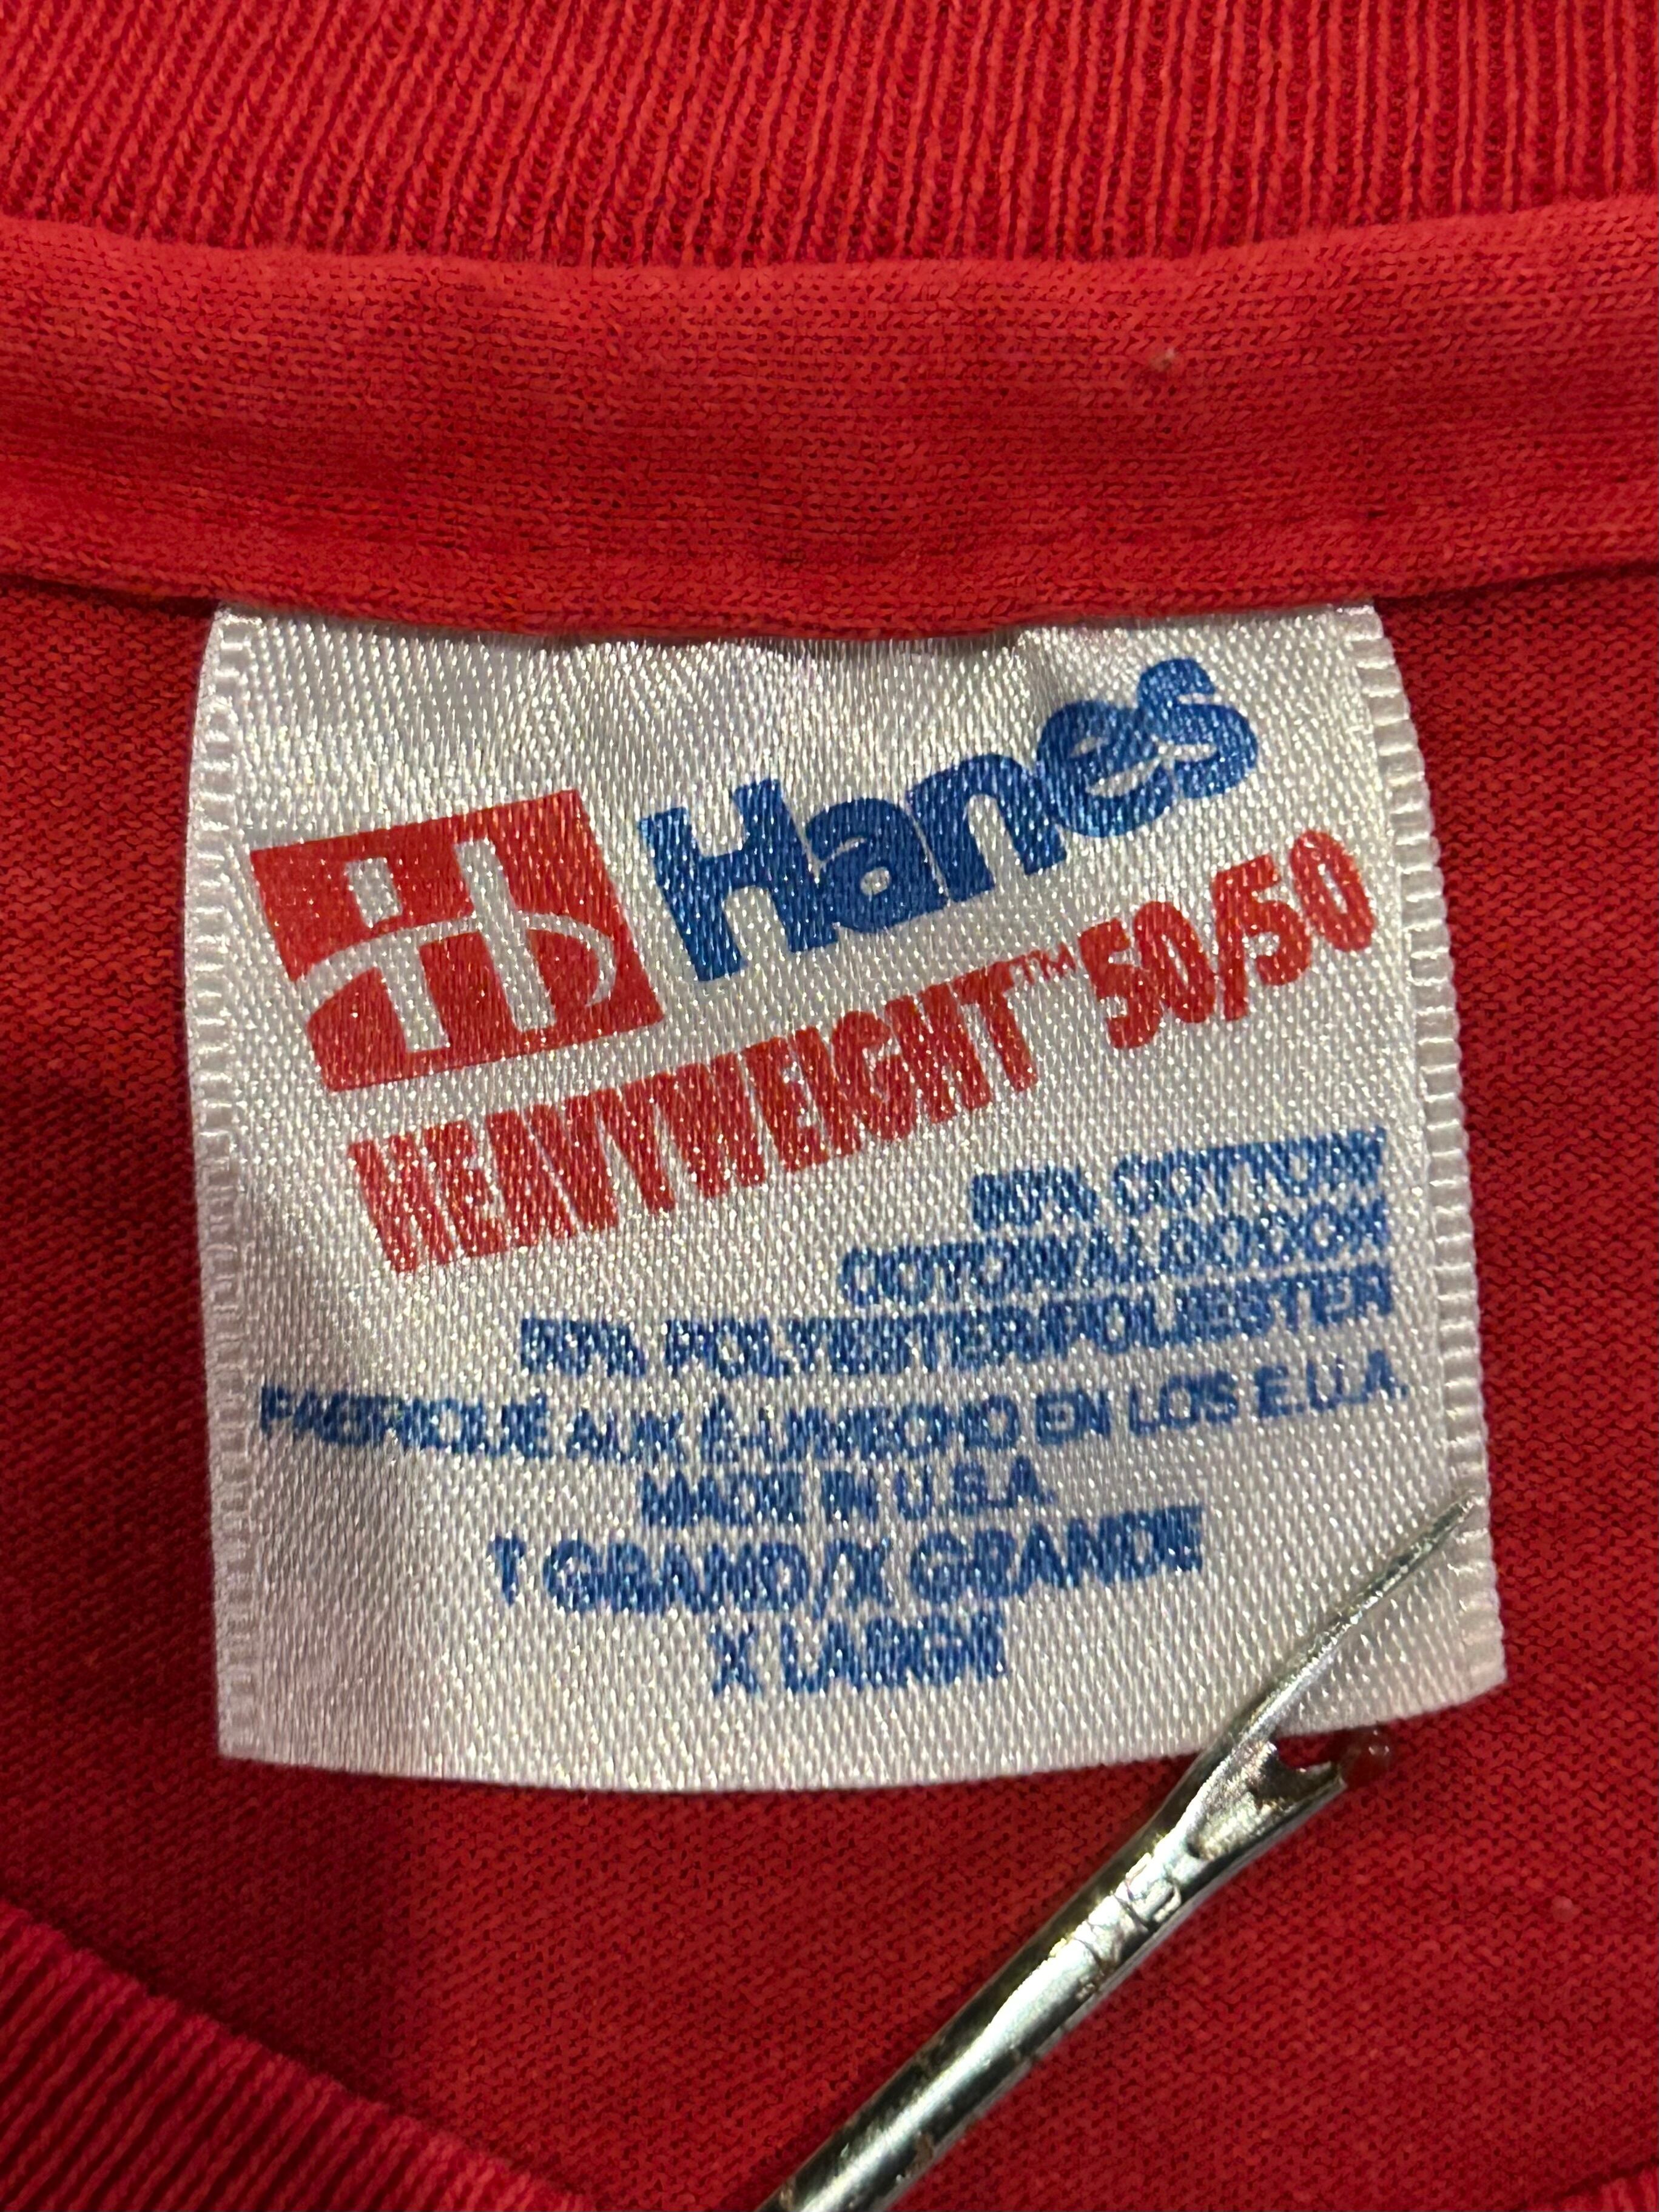 Hanes
HEAVYWEIGHT™ 50/50
50% COTTON
COTON/ALGODON
50% POLYESTER/POLIESTER
FABRIQUÉ AUX É-U/HECHO EN LOS E.U.A.
MADE IN U.S.A.
T GRAND/X GRANDE
X LARGE